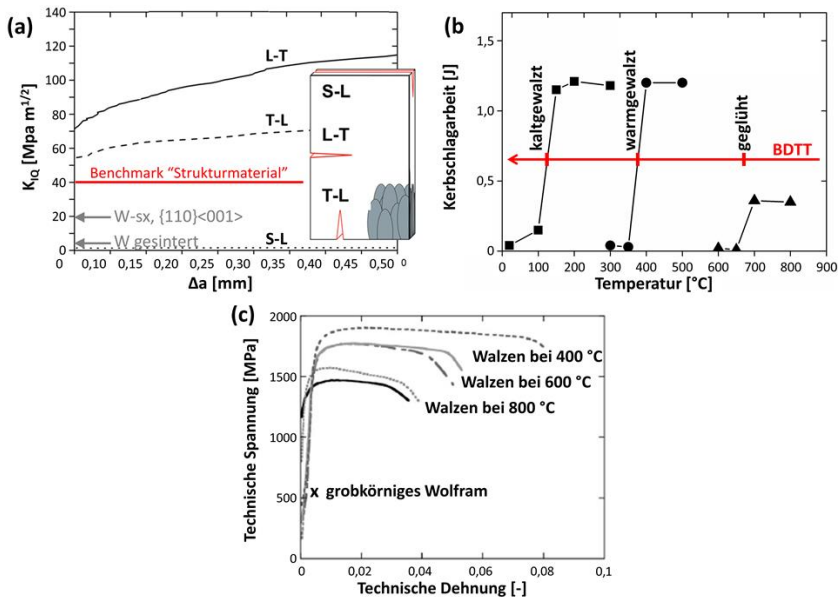 (a)
K_IQ [Mpa m^1/2]
140
120
100
80
60
40
20
0
L-T
T-L
Benchmark "Strukturmaterial"
W-sx, {110}<001>
W gesintert
S-L
S-L
L-T
T-L
0
0,10 0,15 0,20 0,25 0,30 0,35 0,40 0,45 0,50
Δa [mm]
(b)
Kerbschlagarbeit [J]
1,5
1,0
0,5
0
kaltgewalzt
warmgewalzt
geglüht
BDTT
0 100 200 300 400 500 600 700 800 900
Temperatur [°C]
(c)
Technische Spannung [MPa]
2000
1500
1000
500
0
Walzen bei 400 °C
Walzen bei 600 °C
Walzen bei 800 °C
x grobkörniges Wolfram
0 0,02 0,04 0,06 0,08 0,1
Technische Dehnung [-]